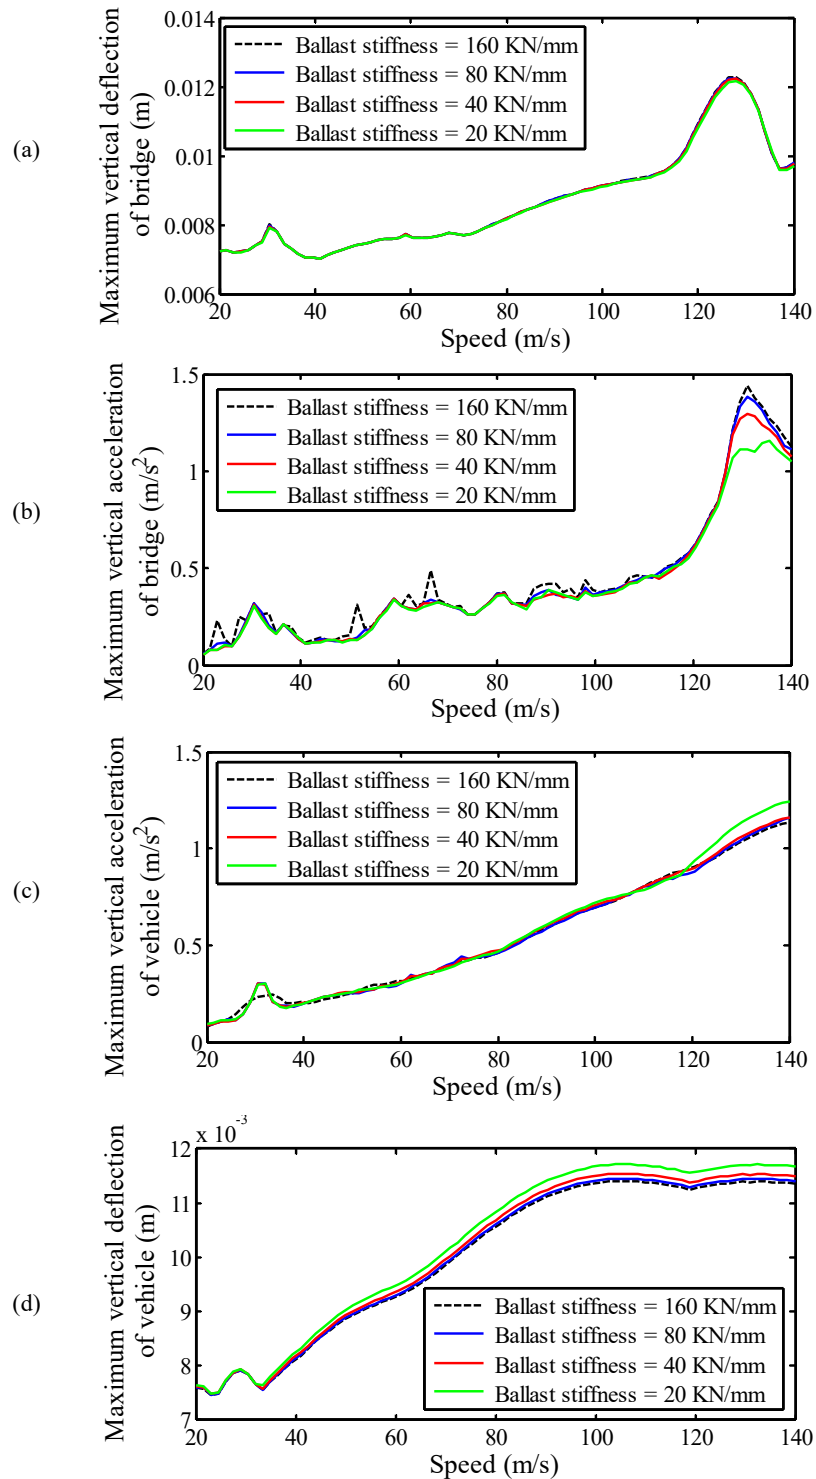 (a)
Maximum vertical deflection
of bridge (m)
0.014
0.012
0.01
0.008
0.006
Ballast stiffness = 160 KN/mm
Ballast stiffness = 80 KN/mm
Ballast stiffness = 40 KN/mm
Ballast stiffness = 20 KN/mm
20 40 60 80 100 120 140
Speed (m/s)
(b)
Maximum vertical acceleration
of bridge (m/s²)
1.5
1
0.5
0
Ballast stiffness = 160 KN/mm
Ballast stiffness = 80 KN/mm
Ballast stiffness = 40 KN/mm
Ballast stiffness = 20 KN/mm
20 40 60 80 100 120 140
Speed (m/s)
(c)
Maximum vertical acceleration
of vehicle (m/s²)
1.5
1
0.5
0
Ballast stiffness = 160 KN/mm
Ballast stiffness = 80 KN/mm
Ballast stiffness = 40 KN/mm
Ballast stiffness = 20 KN/mm
20 40 60 80 100 120 140
Speed (m/s)
(d)
Maximum vertical deflection
of vehicle (m)
x 10⁻³
12
11
10
9
8
7
Ballast stiffness = 160 KN/mm
Ballast stiffness = 80 KN/mm
Ballast stiffness = 40 KN/mm
Ballast stiffness = 20 KN/mm
20 40 60 80 100 120 140
Speed (m/s)